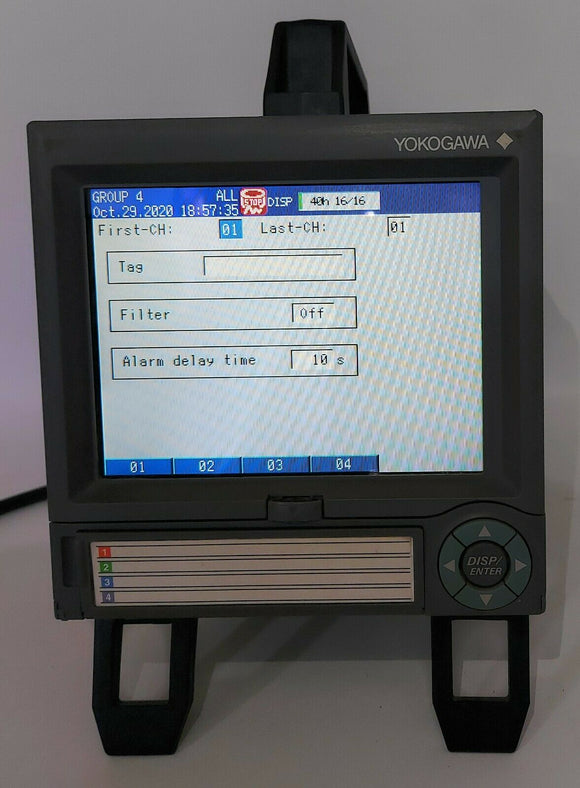 YOKOGAWA
GROUP 4 ALL STOP DISP 40h 16/16
Oct.29.2020 18:57:35
First-CH: 01 Last-CH: 01
Tag
Filter Off
Alarm delay time 10 s
01 02 03 04
1
2
3
4
DISP/
ENTER